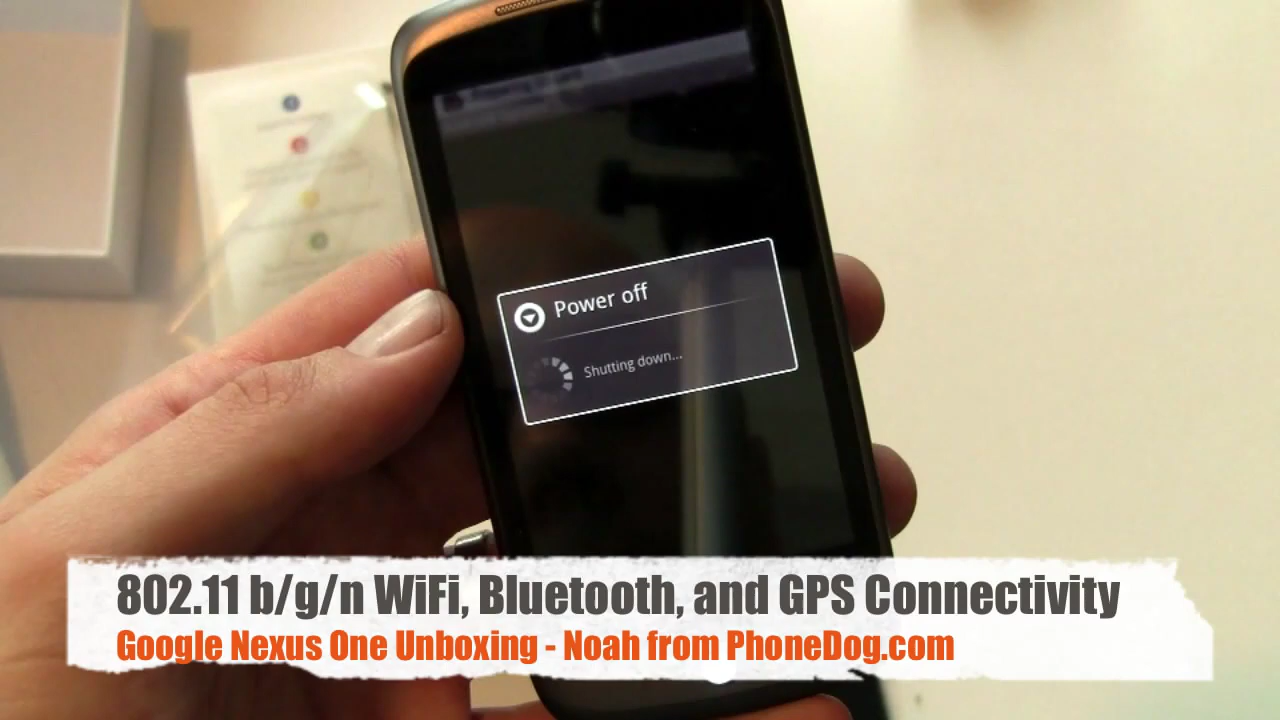 Power off
Shutting down...
802.11 b/g/n WiFi, Bluetooth, and GPS Connectivity
Google Nexus One Unboxing - Noah from PhoneDog.com